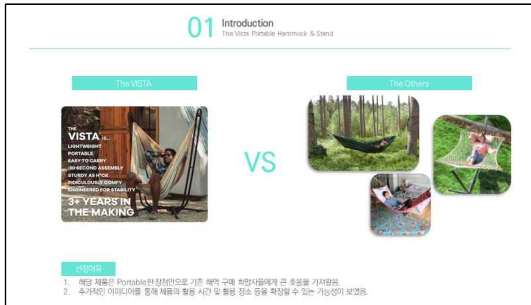 01 Introduction
The Vista Portable Hammock & Stand
The VISTA
The Others
THE
VISTA IS...
LIGHTWEIGHT
PORTABLE
EASY TO CARRY
30-SECOND ASSEMBLY
STURDY AS H*CK
RIDICULOUSLY COMFY
ENGINEERED FOR STABILITY
3+ YEARS IN
THE MAKING
VS
선정이유
1. 해당 제품은 Portable한 장점만으로 기존 해먹 구매 희망자들에게 큰 호응을 가져왔음.
2. 추가적인 아이디어를 통해 제품의 활용 시간 및 활용 장소 등을 확장할 수 있는 가능성이 보였음.